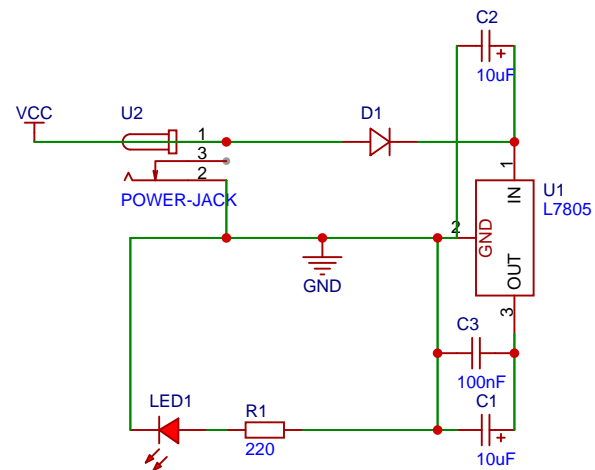 C2
10uF
VCC
U2
D1
1
3
2
POWER-JACK
1
IN
U1
L7805
2
GND
OUT
3
GND
C3
100nF
LED1
R1
220
C1
10uF